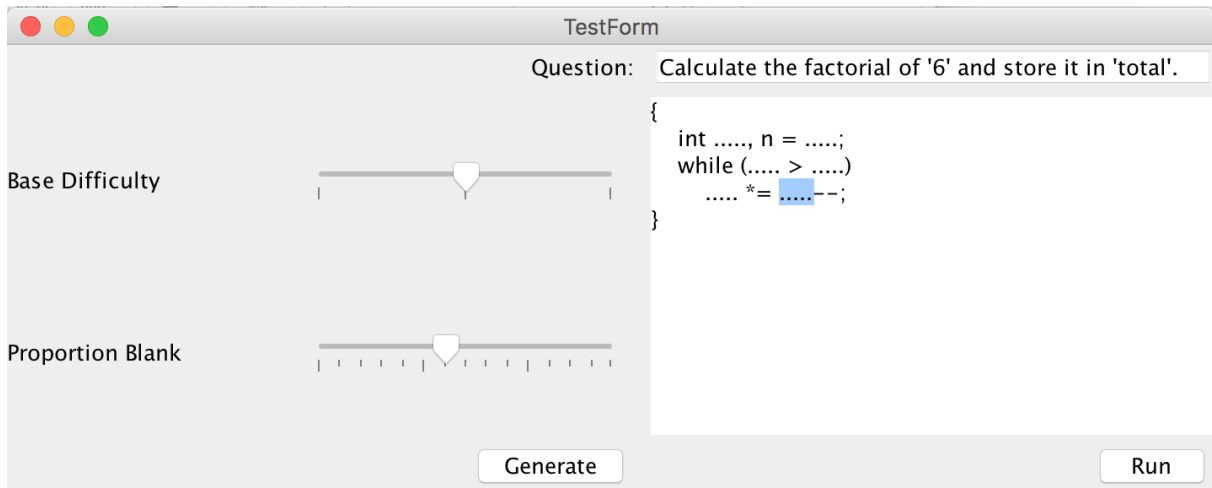 TestForm
Question: Calculate the factorial of '6' and store it in 'total'.
{
int ....., n = .....;
while (..... > .....)
..... *= .....--;
}
Base Difficulty
Proportion Blank
Generate
Run